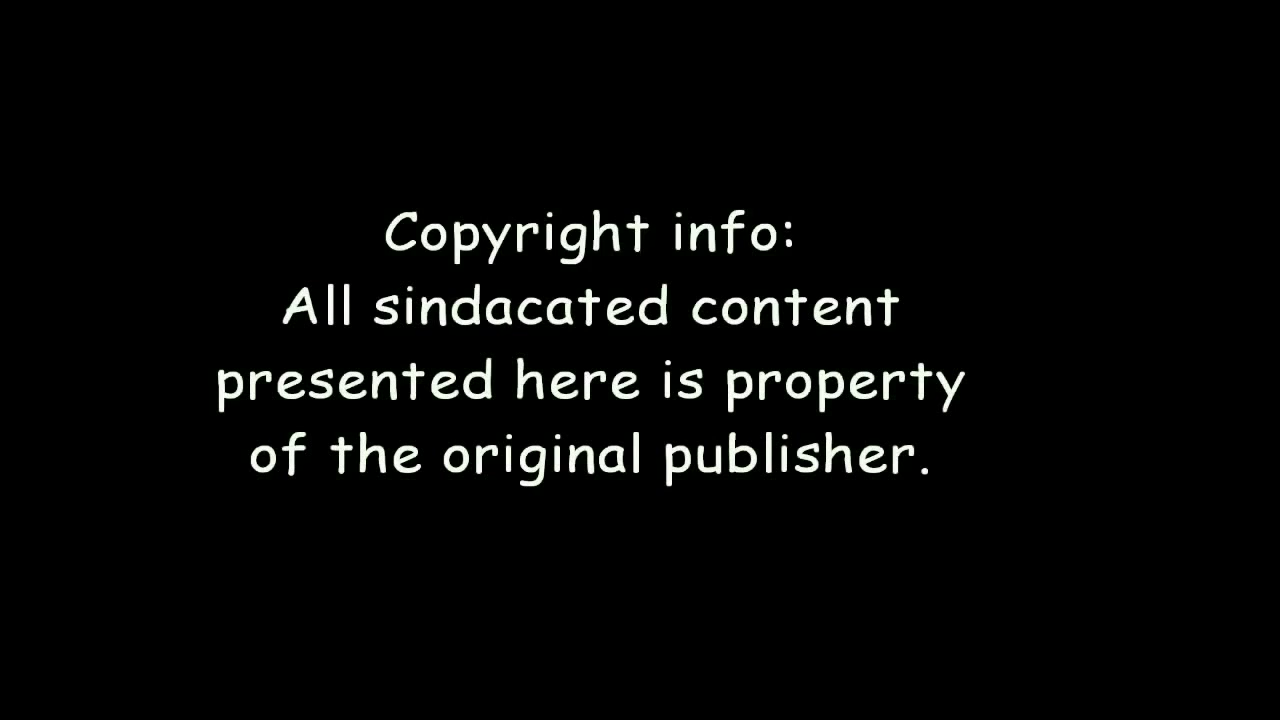 Copyright info:
All sindacated content
presented here is property
of the original publisher.